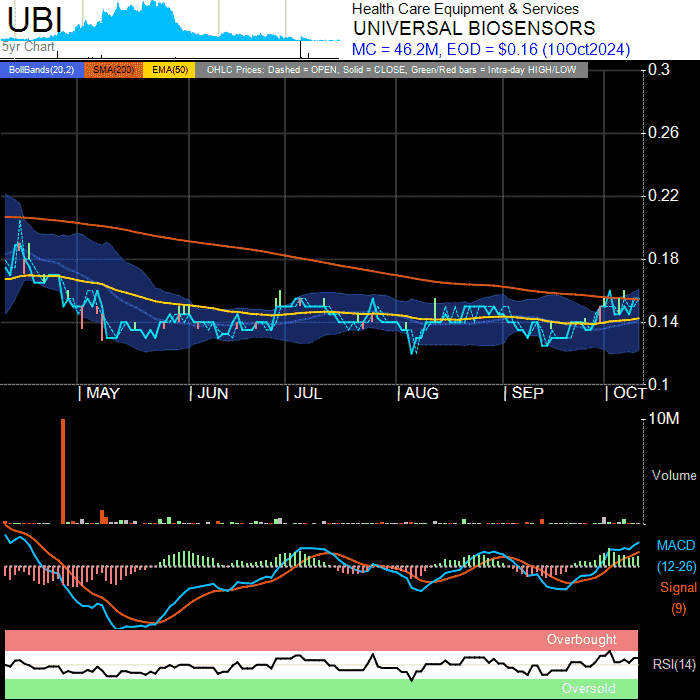 UBI
5yr Chart
Health Care Equipment & Services
UNIVERSAL BIOSENSORS
MC = 46.2M, EOD = $0.16 (10Oct2024)
BollBands(20,2) SMA(200) EMA(50) OHLC Prices: Dashed = OPEN, Solid = CLOSE, Green/Red bars = Intra-day HIGH/LOW
0.3
0.26
0.22
0.18
0.14
0.1
| MAY | JUN | JUL | AUG | SEP | OCT
10M
Volume
MACD
(12-26)
Signal
(9)
Overbought
RSI(14)
Oversold